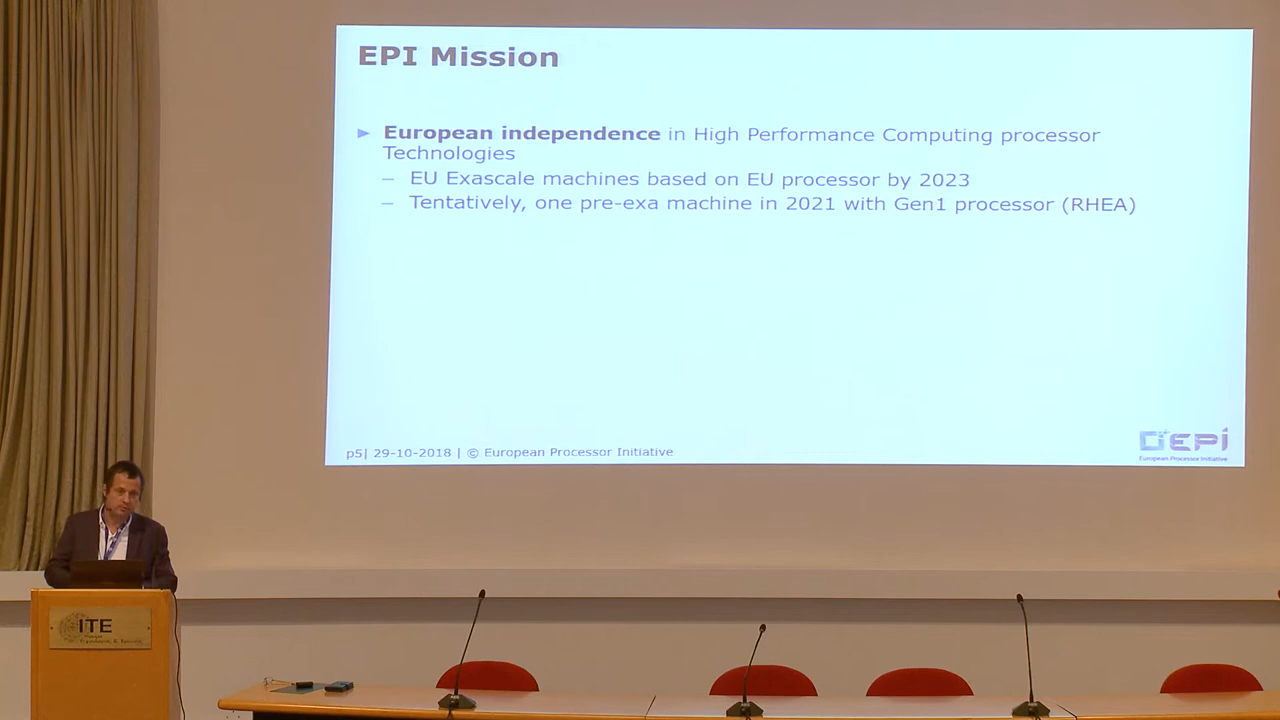 EPI Mission
► European independence in High Performance Computing processor
Technologies
– EU Exascale machines based on EU processor by 2023
– Tentatively, one pre-exa machine in 2021 with Gen1 processor (RHEA)
p5| 29-10-2018 | © European Processor Initiative
EPI
European Processor Initiative
ITE